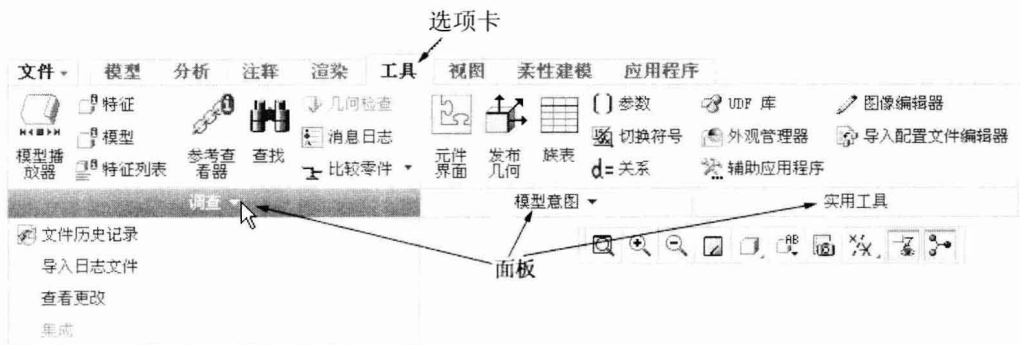 选项卡
文件 模型 分析 注释 渲染 工具 视图 柔性建模 应用程序
模型播放器
特征
模型
特征列表
参考查看器
查找
几何检查
消息日志
比较零件
元件界面
发布几何
族表
[ ] 参数
切换符号
d= 关系
UDF 库
外观管理器
辅助应用程序
图像编辑器
导入配置文件编辑器
调查
模型意图
实用工具
文件历史记录
导入日志文件
查看更改
集成
面板